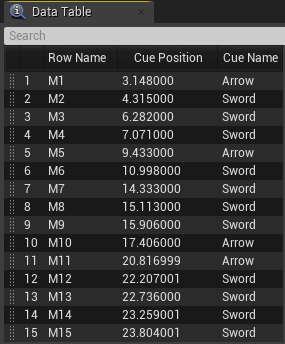 Data Table
Search
Row Name Cue Position Cue Name
1 M1 3.148000 Arrow
2 M2 4.315000 Sword
3 M3 6.282000 Sword
4 M4 7.071000 Sword
5 M5 9.433000 Arrow
6 M6 10.998000 Sword
7 M7 14.333000 Sword
8 M8 15.113000 Sword
9 M9 15.906000 Sword
10 M10 17.406000 Arrow
11 M11 20.816999 Arrow
12 M12 22.207001 Sword
13 M13 22.736000 Sword
14 M14 23.259001 Sword
15 M15 23.804001 Sword